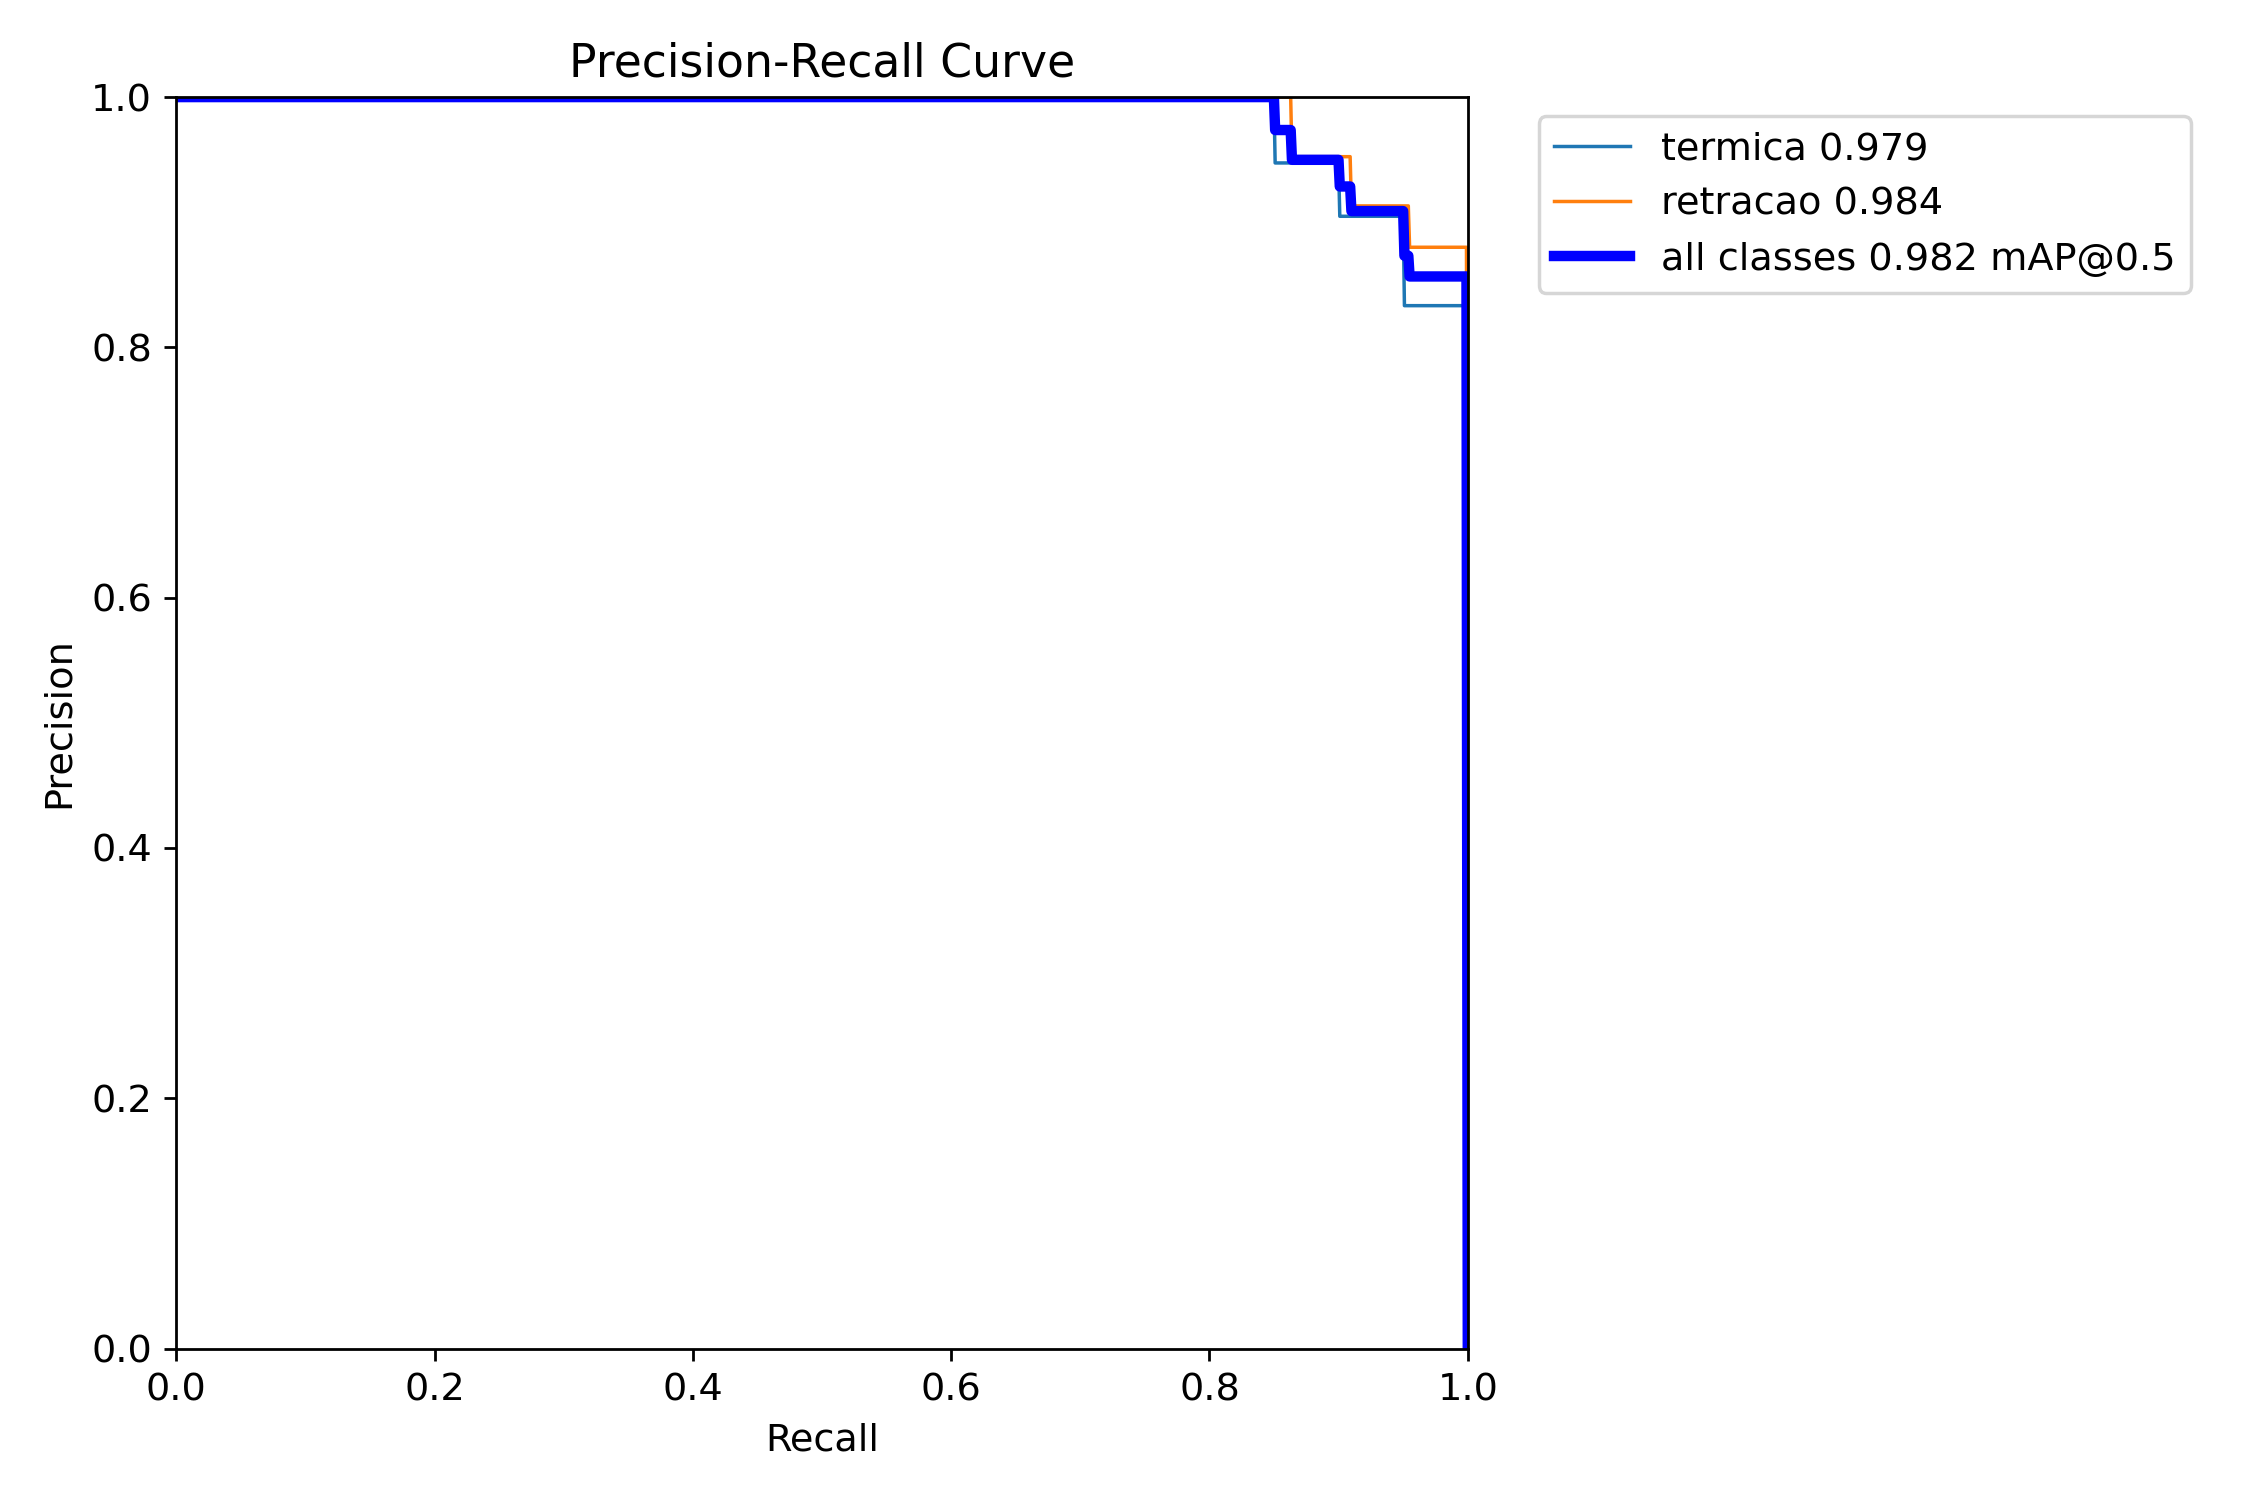 Precision-Recall Curve
1.0
0.8
0.6
0.4
0.2
0.0
Precision
0.0 0.2 0.4 0.6 0.8 1.0
Recall
termica 0.979
retracao 0.984
all classes 0.982 mAP@0.5